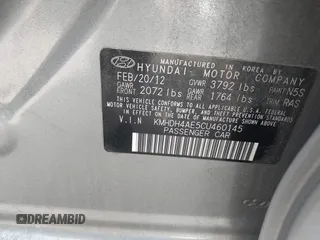 MANUFACTURED IN KOREA BY
HYUNDAI MOTOR COMPANY
FEB/20/12 GVWR 3792 lbs PAINT: N5S
GAWR FRONT 2072 lbs GAWR REAR 1764 lbs TRIM: RAS
THIS VEHICLE CONFORMS TO ALL APPLICABLE U.S. FEDERAL
MOTOR VEHICLE SAFETY, BUMPER, AND THEFT PREVENTION
STANDARDS IN EFFECT ON THE DATE OF MANUFACTURE SHOWN ABOVE.
V.I.N KMHDH4AE5CU460145
PASSENGER CAR
DREAMBID